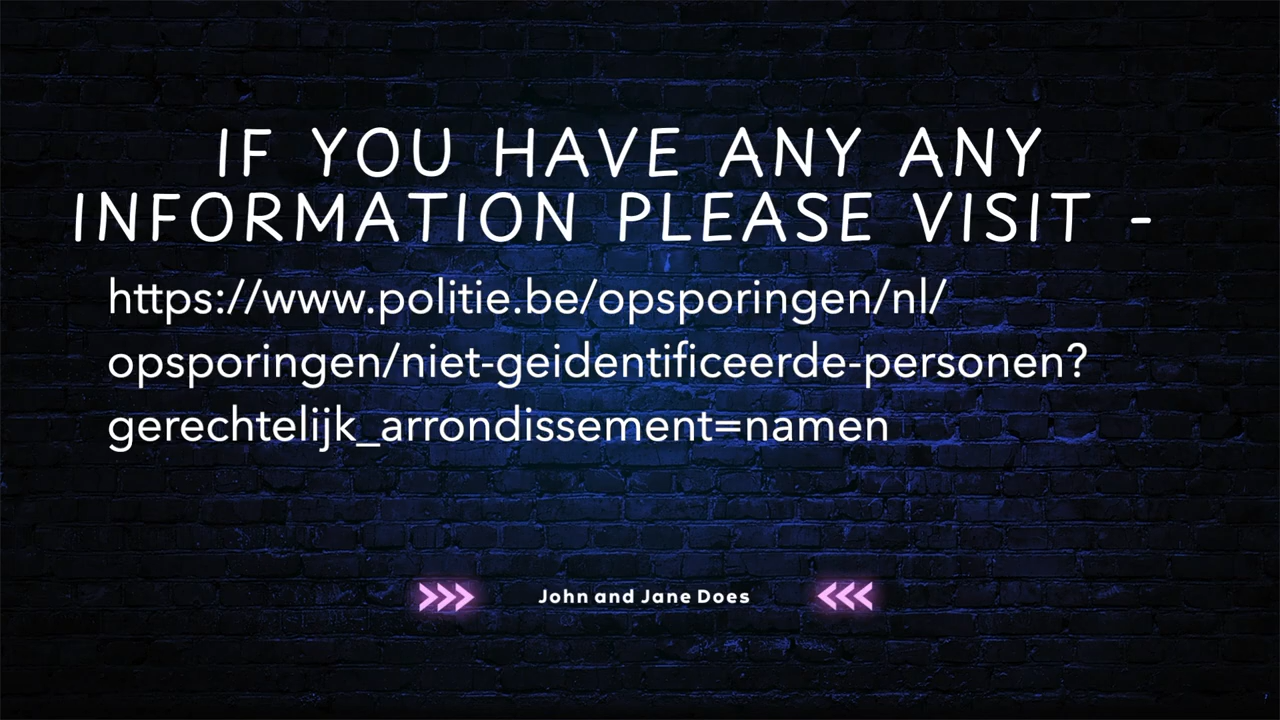 IF YOU HAVE ANY ANY
INFORMATION PLEASE VISIT -
https://www.politie.be/opsporingen/nl/
opsporingen/niet-geidentificeerde-personen?
gerechtelijk_arrondissement=namen
John and Jane Does